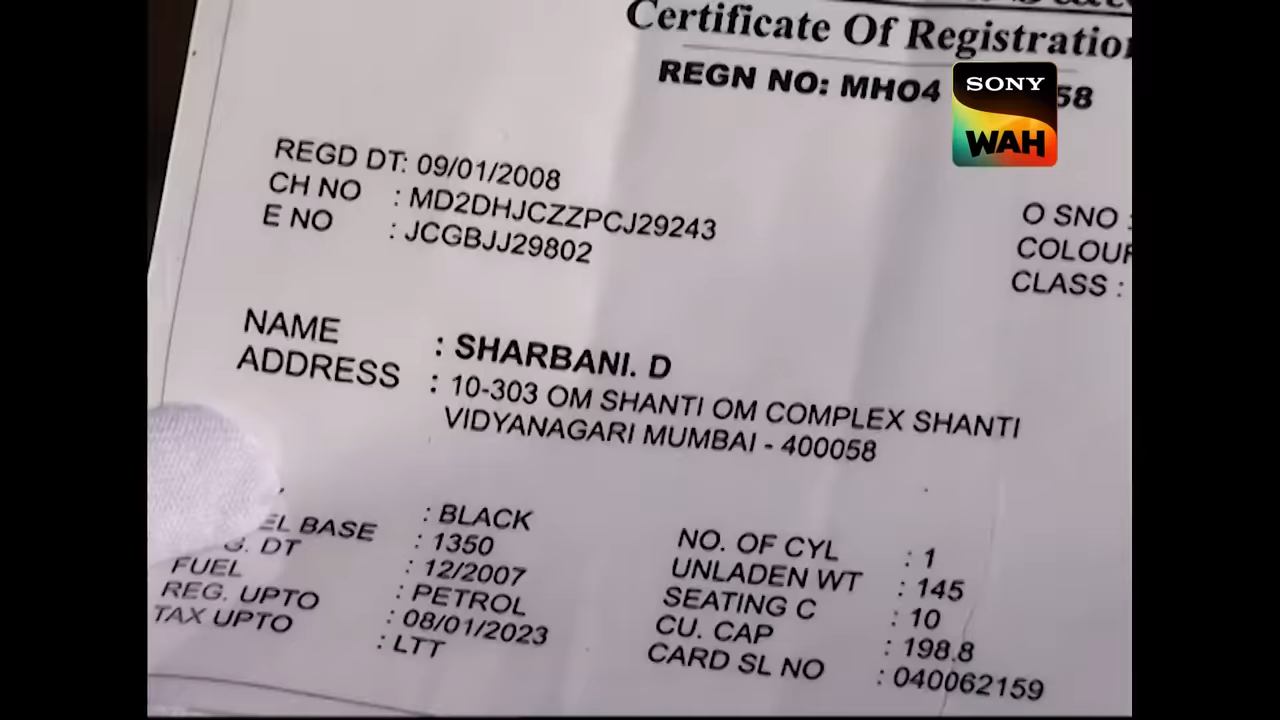 Certificate Of Registration
REGN NO: MH04 58
SONY
WAH
REGD DT: 09/01/2008
CH NO : MD2DHJCZZPCJ29243
E NO : JCGBJJ29802
O SNO :
COLOUR
CLASS :
NAME : SHARBANI. D
ADDRESS : 10-303 OM SHANTI OM COMPLEX SHANTI
VIDYANAGARI MUMBAI - 400058
: BLACK
EL BASE : 1350
G. DT : 12/2007
FUEL : PETROL
REG. UPTO : 08/01/2023
TAX UPTO : LTT
NO. OF CYL : 1
UNLADEN WT : 145
SEATING C : 10
CU. CAP : 198.8
CARD SL NO : 040062159